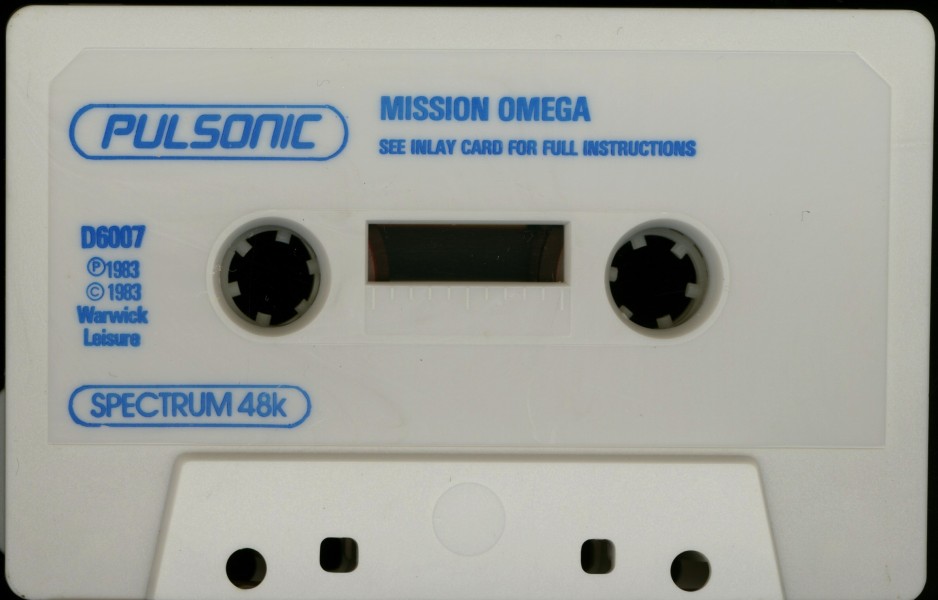 PULSONIC
MISSION OMEGA
SEE INLAY CARD FOR FULL INSTRUCTIONS
D6007
℗1983
© 1983
Warwick
Leisure
SPECTRUM 48k